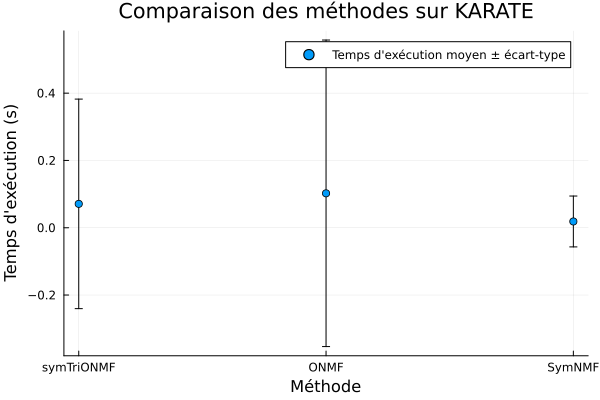 Comparaison des méthodes sur KARATE
Temps d'exécution moyen ± écart-type
Temps d'exécution (s)
0.4
0.2
0.0
−0.2
symTriONMF
ONMF
SymNMF
Méthode